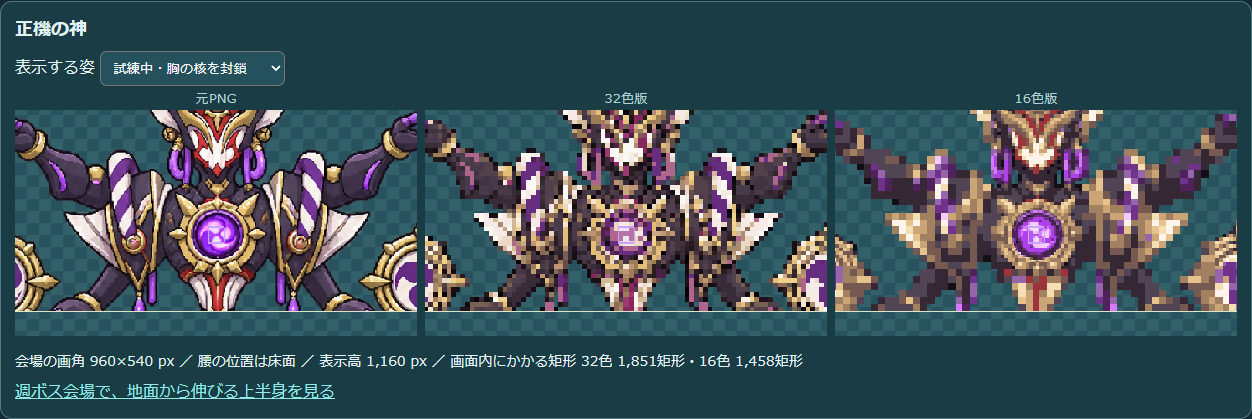 正機の神
表示する姿 試練中・胸の核を封鎖
元PNG
32色版
16色版
会場の画角 960×540 px ／ 腰の位置は床面 ／ 表示高 1,160 px ／ 画面内にかかる矩形 32色 1,851矩形・16色 1,458矩形
週ボス会場で、地面から伸びる上半身を見る